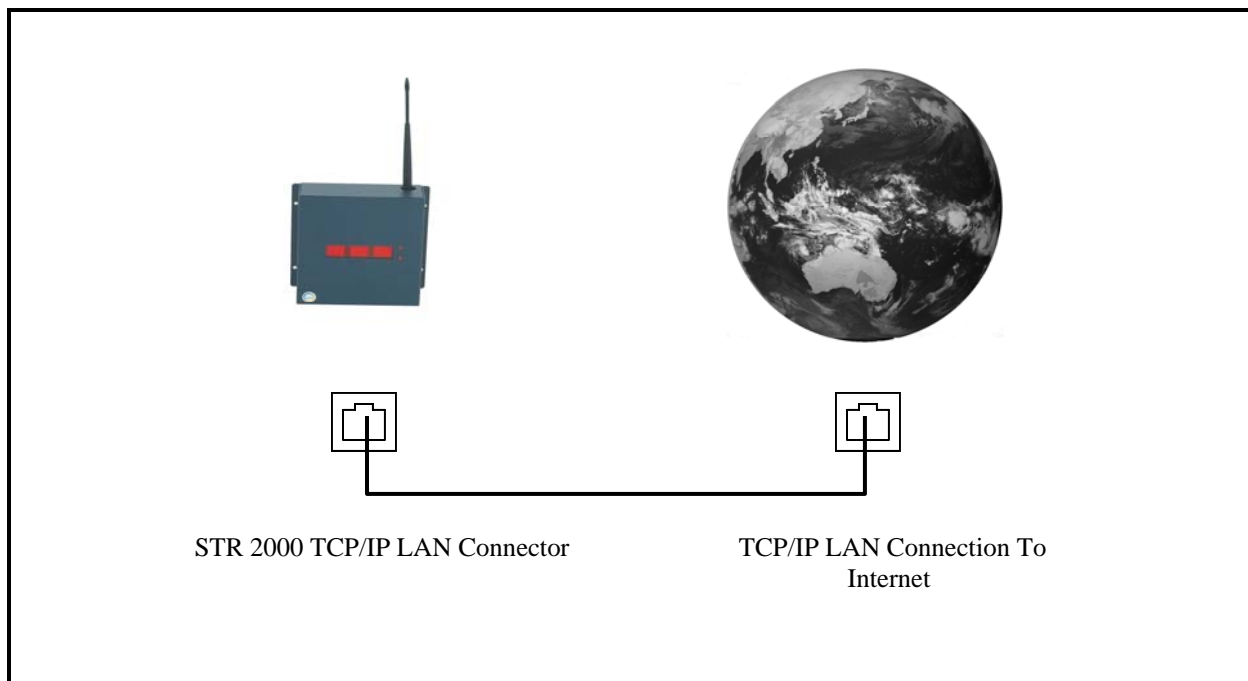 STR 2000 TCP/IP LAN Connector
TCP/IP LAN Connection To
Internet